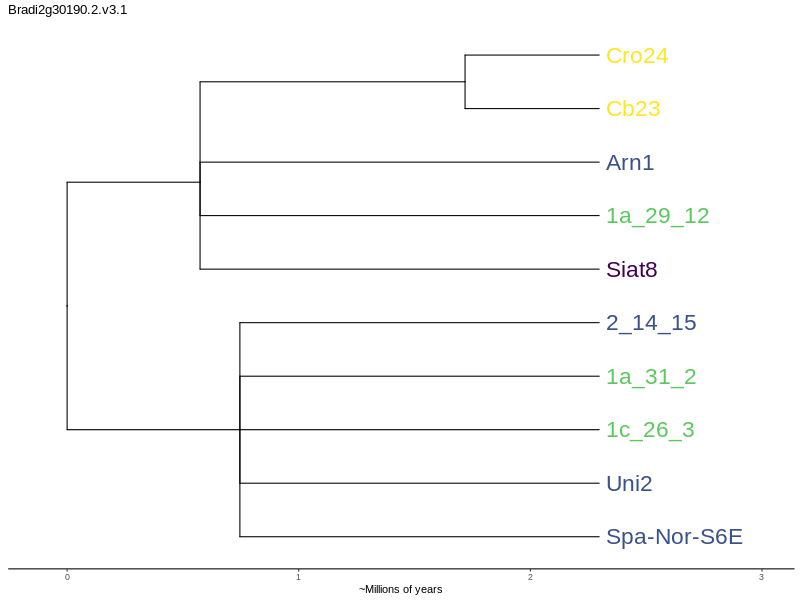 Bradi2g30190.2.v3.1
Cro24
Cb23
Arn1
1a_29_12
Siat8
2_14_15
1a_31_2
1c_26_3
Uni2
Spa-Nor-S6E
0 1 2 3
~Millions of years